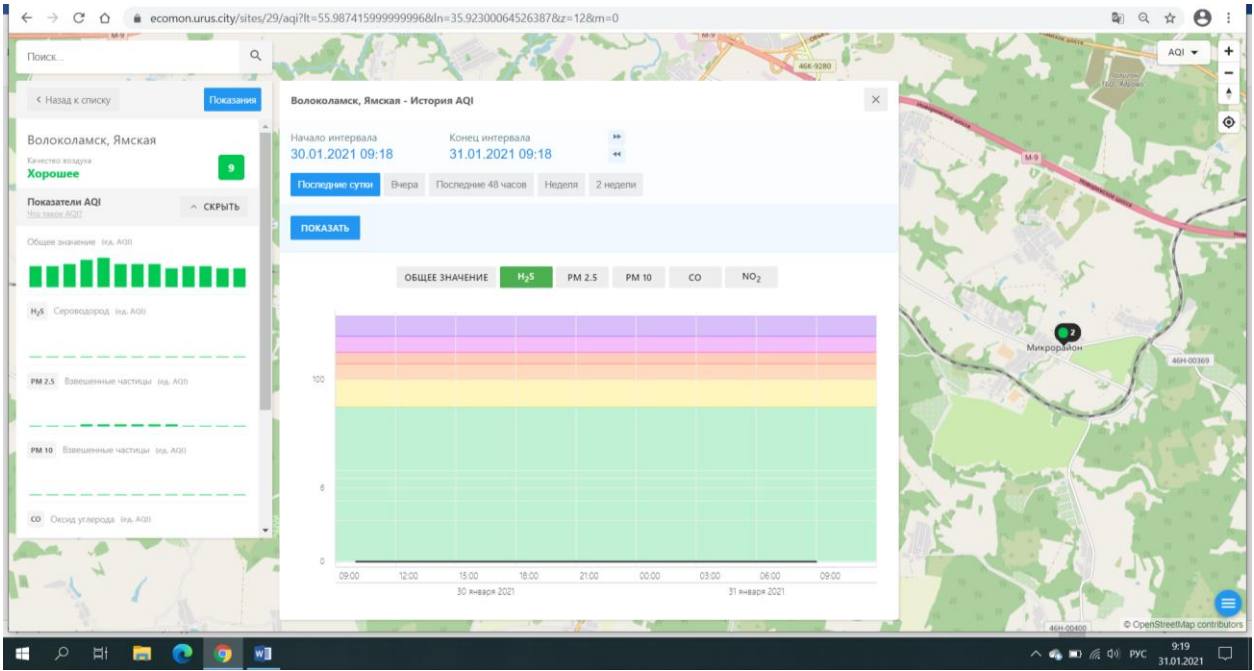 ecomon.urus.city/sites/29/aqi?lt=55.987415999999996&ln=35.92300064526387&z=12&m=0
Поиск...
М-9
М-9
46К-9280
AQI
Назад к списку
Показания
Волоколамск, Ямская - История AQI
Волоколамск, Ямская
Качество воздуха
Хорошее
9
Начало интервала
Конец интервала
30.01.2021 09:18
31.01.2021 09:18
Последние сутки
Вчера
Последние 48 часов
Неделя
2 недели
Показатели AQI
Что такое AQI?
СКРЫТЬ
ПОКАЗАТЬ
Общее значение (ед. AQI)
ОБЩЕЕ ЗНАЧЕНИЕ
H₂S
PM 2.5
PM 10
CO
NO₂
H₂S Сероводород (ед. AQI)
PM 2.5 Взвешенные частицы (ед. AQI)
PM 10 Взвешенные частицы (ед. AQI)
CO Оксид углерода (ед. AQI)
100
6
0
09:00 12:00 15:00 18:00 21:00 00:00 03:00 06:00 09:00
30 января 2021
31 января 2021
М-9
Новорижское шоссе
Новорижское шоссе
2
Микрорайон
46Н-00369
46Н-00400
© OpenStreetMap contributors
РУС
9:19
31.01.2021